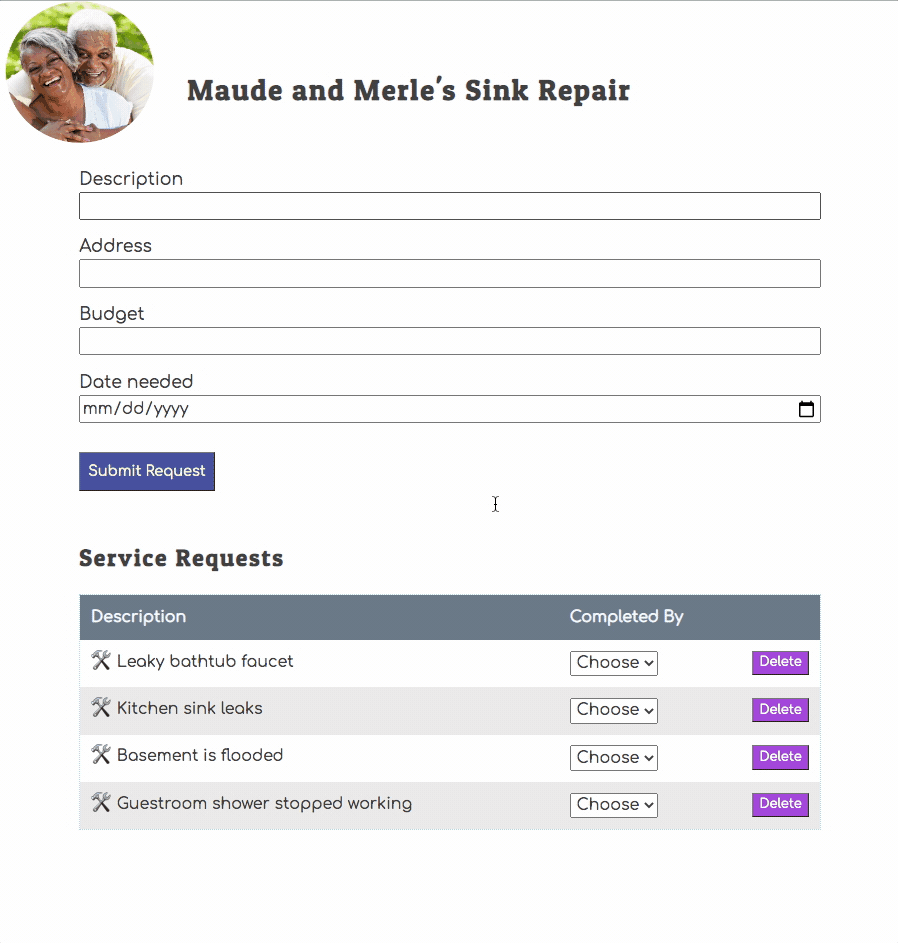 Maude and Merle's Sink Repair
Description
Address
Budget
Date needed
mm/dd/yyyy
Submit Request
Service Requests
Description Completed By
Leaky bathtub faucet Choose Delete
Kitchen sink leaks Choose Delete
Basement is flooded Choose Delete
Guestroom shower stopped working Choose Delete